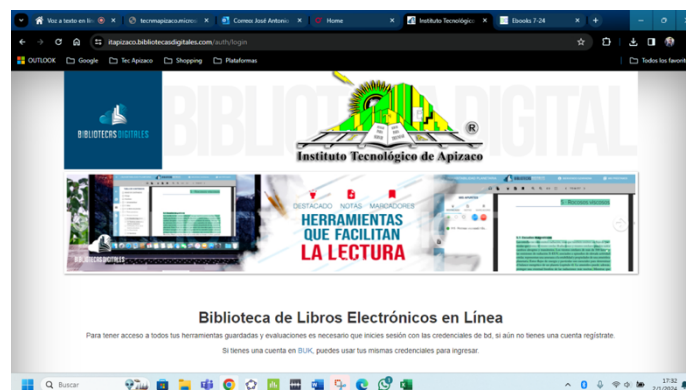 Voz a texto en lín
tecnmapizaco.micros
Correo: José Antonio
Home
Instituto Tecnológico
Ebooks 7-24
itapizaco.bibliotecasdigitales.com/auth/login
OUTLOOK
Google
Tec Apizaco
Shopping
Plataformas
Todos los favorit
BIBLIOTECA DIGITAL
BIBLIOTECAS DIGITALES
®
Instituto Tecnológico de Apizaco
DESTACADO NOTAS MARCADORES
HERRAMIENTAS
QUE FACILITAN
LA LECTURA
BIBLIOTECAS DIGITALES
Biblioteca de Libros Electrónicos en Línea
Para tener acceso a todos tus herramientas guardadas y evaluaciones es necesario que inicies sesión con las credenciales de bd, si aún no tienes una cuenta regístrate.
Si tienes una cuenta en BUK, puedes usar tus mismas credenciales para ingresar.
Buscar
17:32
2/1/2024